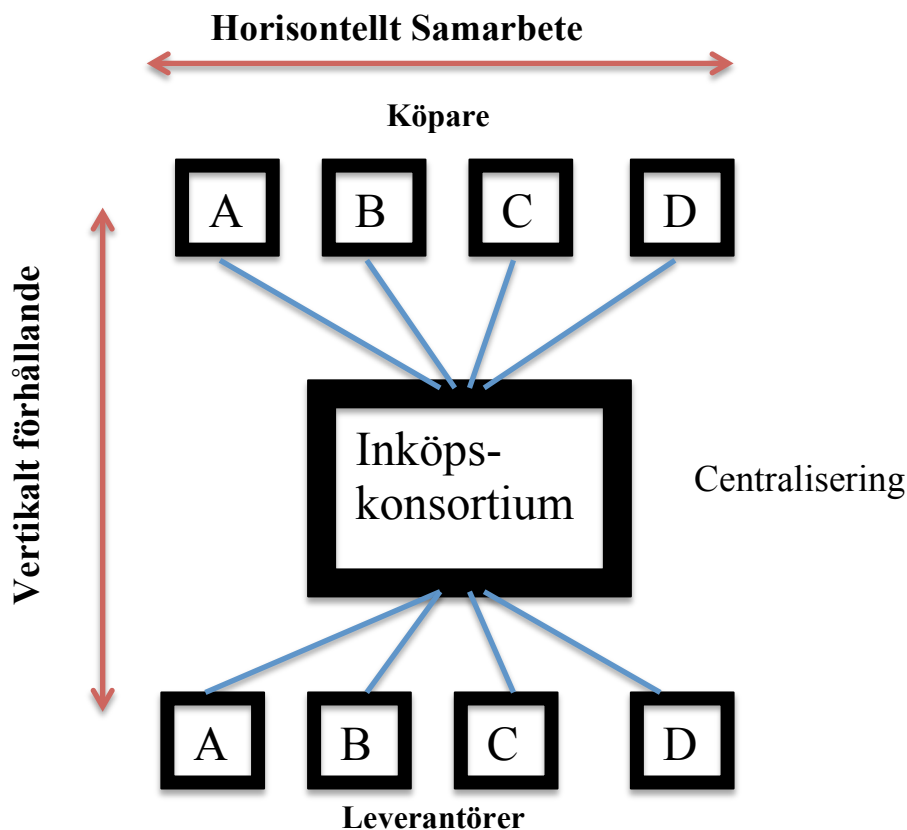 Horisontellt Samarbete
Köpare
A B C D
Vertikalt förhållande
Inköps-
konsortium
Centralisering
A B C D
Leverantörer